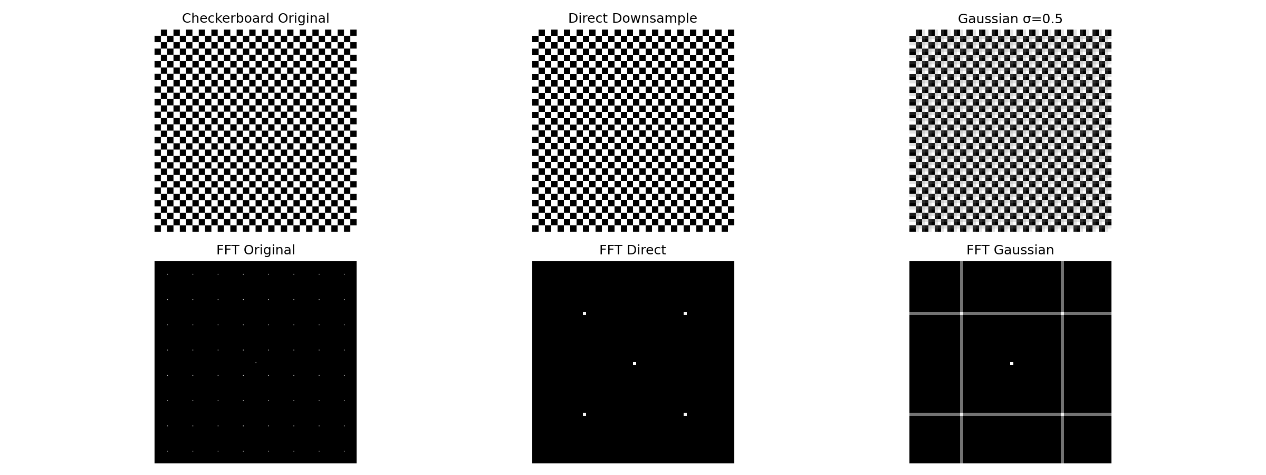 Checkerboard Original
Direct Downsample
Gaussian σ=0.5
FFT Original
FFT Direct
FFT Gaussian